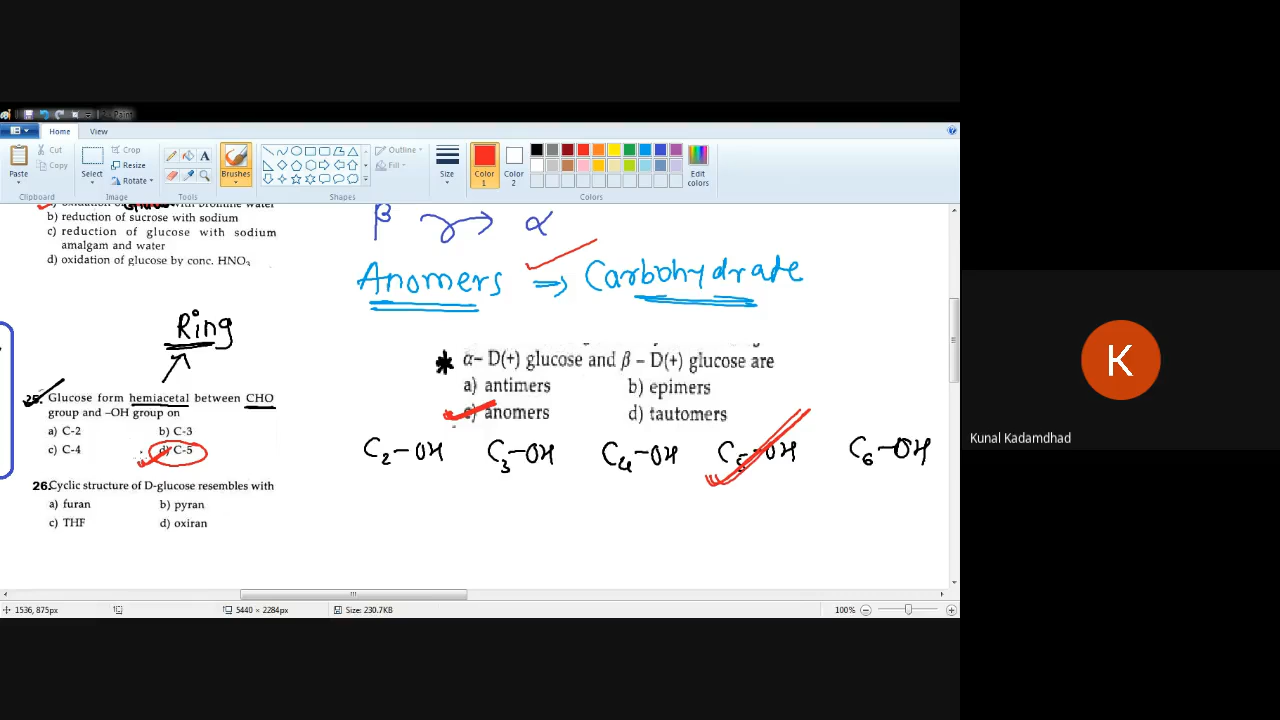 Paint
Home View
Cut
Copy
Paste
Crop
Resize
Rotate
Select
Brushes
Outline
Fill
Size
Color 1
Color 2
Edit colors
Clipboard Image Tools Shapes Colors
with bromine water
b) reduction of sucrose with sodium
c) reduction of glucose with sodium
amalgam and water
d) oxidation of glucose by conc. HNO3
β → α
Anomers ⇒ Carbohydrate
Ring
* α– D(+) glucose and β – D(+) glucose are
a) antimers b) epimers
c) anomers d) tautomers
25. Glucose form hemiacetal between CHO
group and –OH group on
a) C-2 b) C-3
c) C-4 d) C-5
C2–OH C3–OH C4–OH C5–OH C6–OH
26. Cyclic structure of D-glucose resembles with
a) furan b) pyran
c) THF d) oxiran
1536, 875px 5440 × 2284px Size: 230.7KB 100%
K
Kunal Kadamdhad